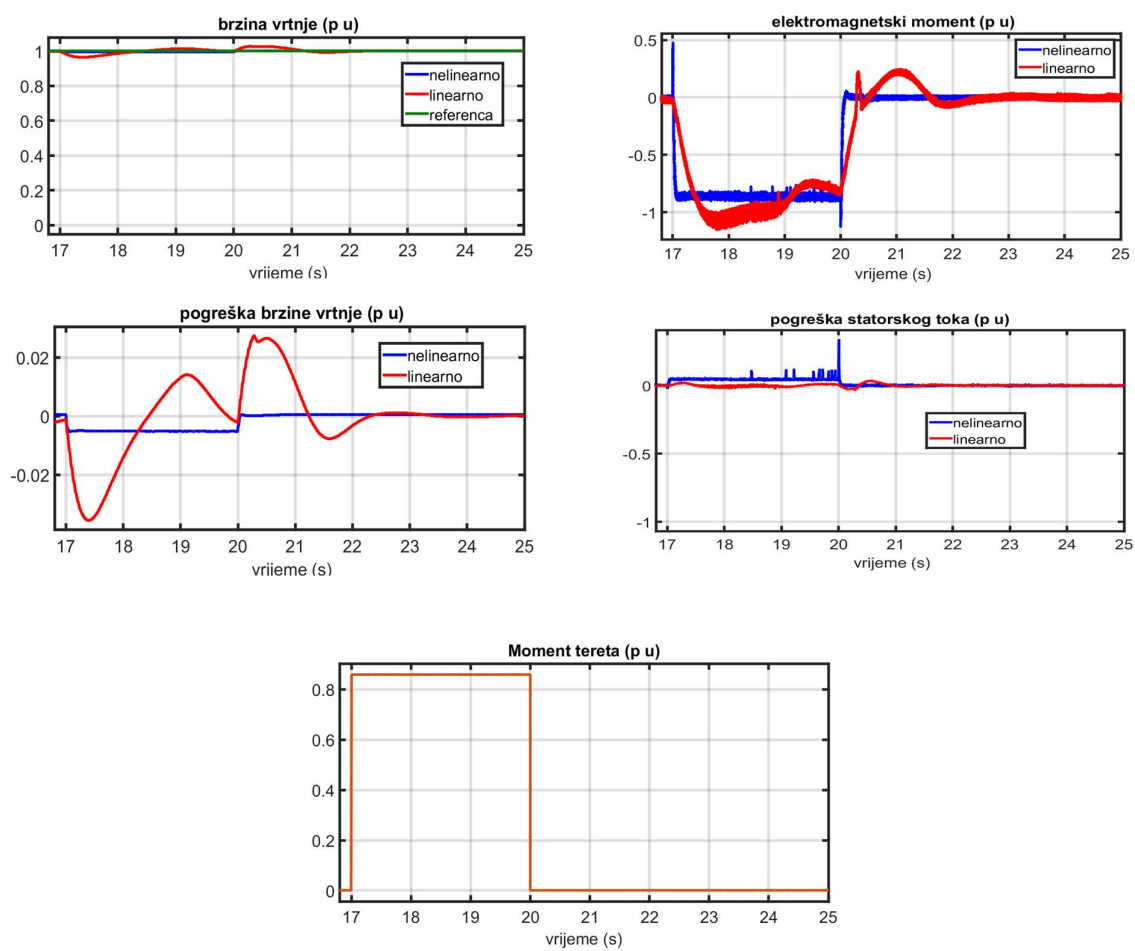 brzina vrtnje (p u)
1
0.8
0.6
0.4
0.2
0
nelinearno
linearno
referenca
17 18 19 20 21 22 23 24 25
vrijeme (s)
elektromagnetski moment (p u)
0.5
0
-0.5
-1
nelinearno
linearno
17 18 19 20 21 22 23 24 25
vrijeme (s)
pogreška brzine vrtnje (p u)
0.02
0
-0.02
nelinearno
linearno
17 18 19 20 21 22 23 24 25
vrijeme (s)
pogreška statorskog toka (p u)
0
-0.5
-1
nelinearno
linearno
17 18 19 20 21 22 23 24 25
vrijeme (s)
Moment tereta (p u)
0.8
0.6
0.4
0.2
0
17 18 19 20 21 22 23 24 25
vrijeme (s)